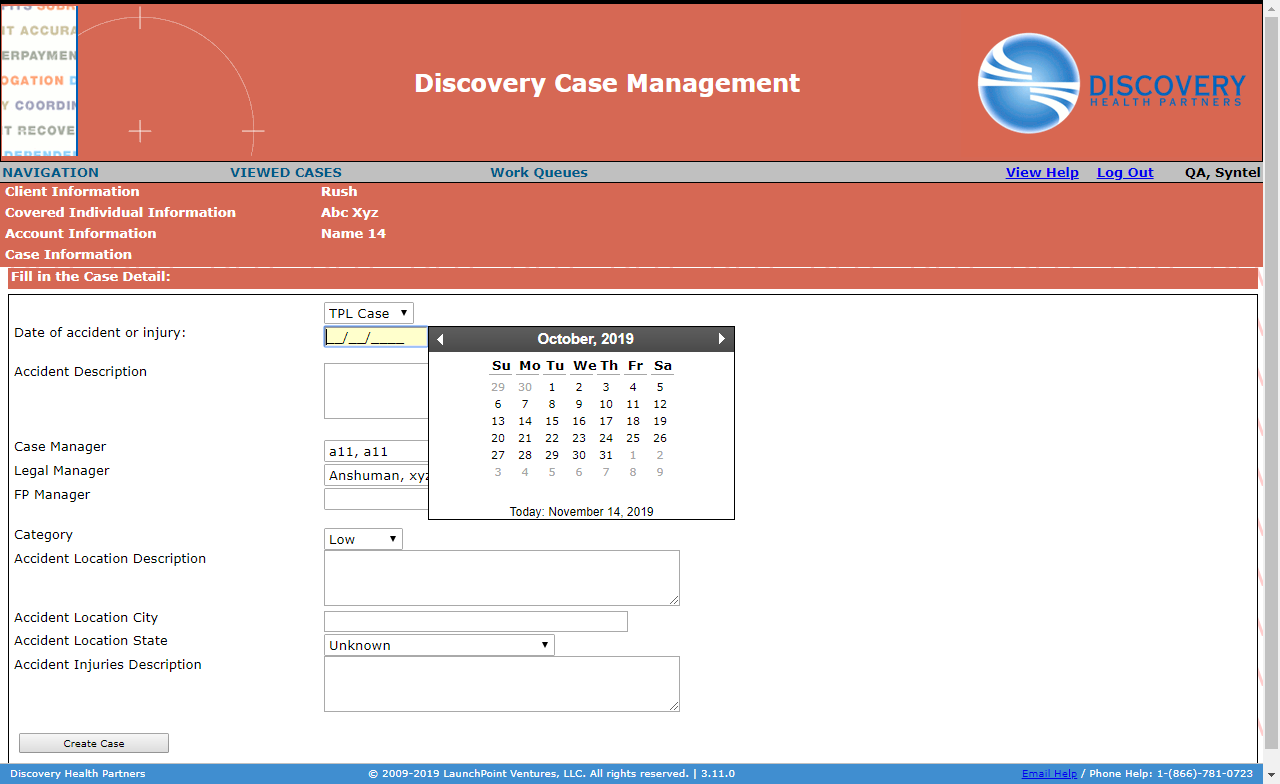 IT ACCURA
ERPAYMEN
OGATION D
Y COORDIN
T RECOVE
DEPENDE
Discovery Case Management
DISCOVERY
HEALTH PARTNERS
NAVIGATION VIEWED CASES Work Queues View Help Log Out QA, Syntel
Client Information Rush
Covered Individual Information Abc Xyz
Account Information Name 14
Case Information
Fill in the Case Detail:
TPL Case
Date of accident or injury: __/__/____
October, 2019
Su Mo Tu We Th Fr Sa
29 30 1 2 3 4 5
6 7 8 9 10 11 12
13 14 15 16 17 18 19
20 21 22 23 24 25 26
27 28 29 30 31 1 2
3 4 5 6 7 8 9
Today: November 14, 2019
Accident Description
Case Manager a11, a11
Legal Manager Anshuman, xyz
FP Manager
Category Low
Accident Location Description
Accident Location City
Accident Location State Unknown
Accident Injuries Description
Create Case
Discovery Health Partners © 2009-2019 LaunchPoint Ventures, LLC. All rights reserved. | 3.11.0 Email Help / Phone Help: 1-(866)-781-0723